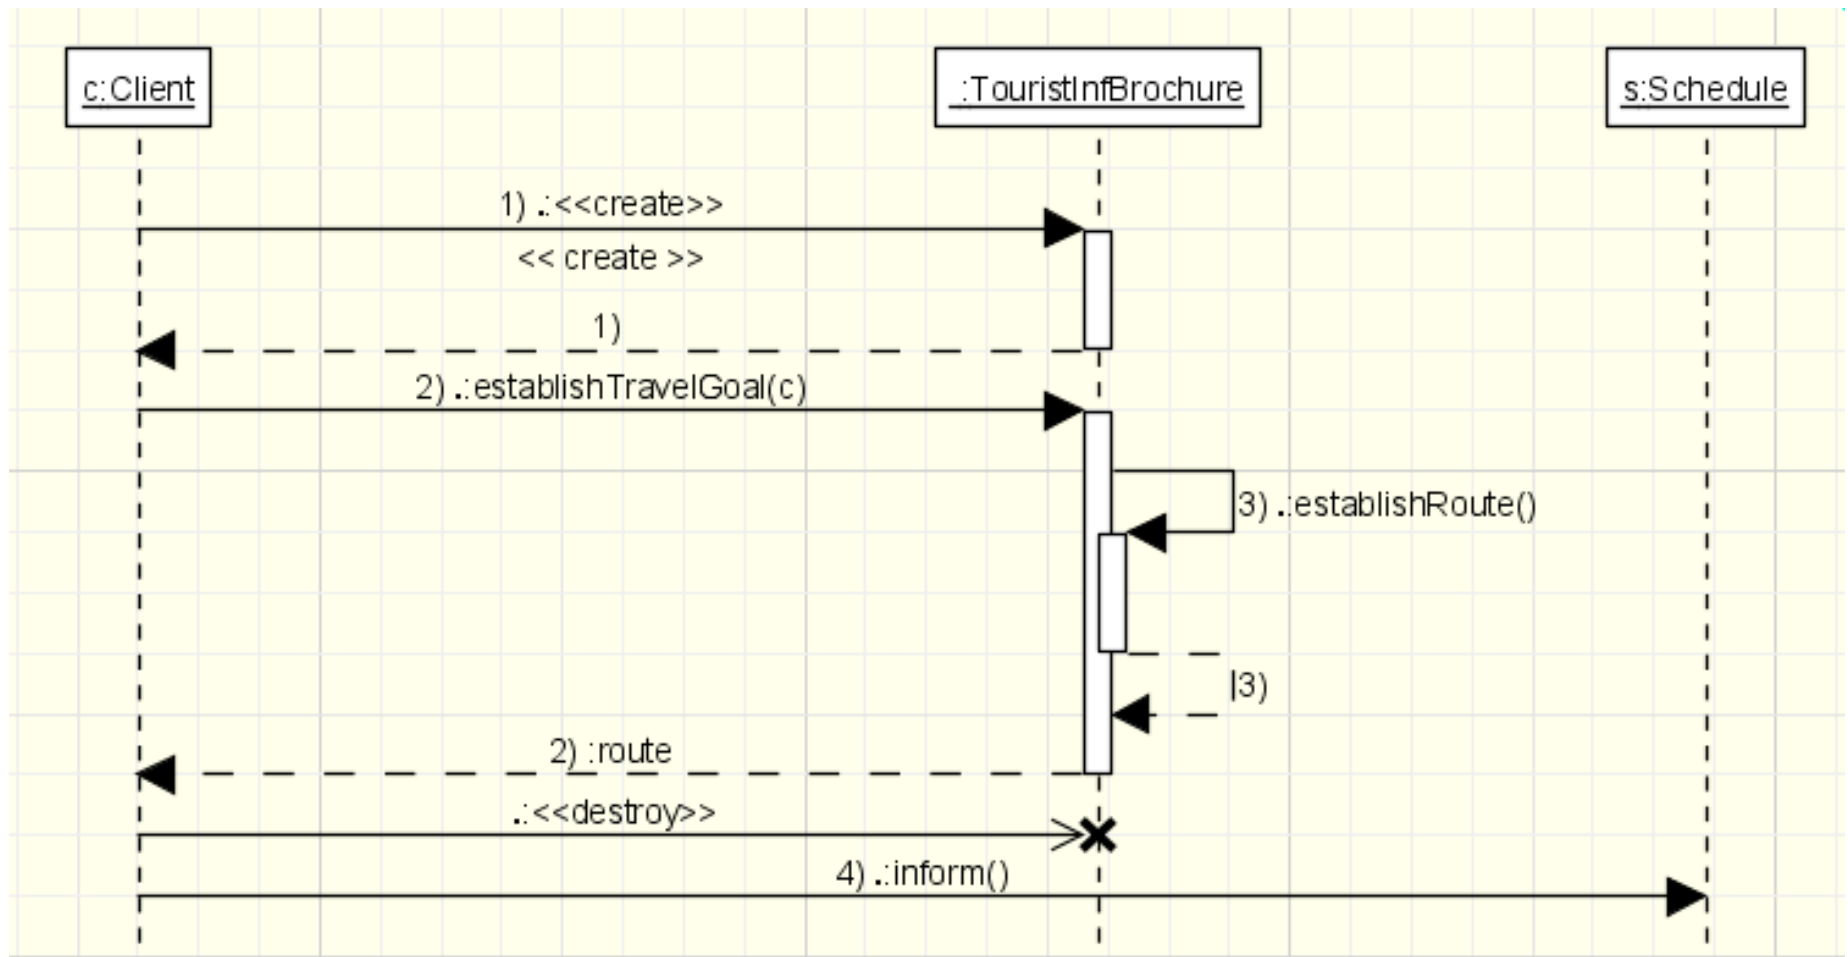 c:Client
:TouristInfBrochure
s:Schedule
1) .:<<create>>
<< create >>
1)
2) .:establishTravelGoal(c)
3) .:establishRoute()
3)
2) :route
.:<<destroy>>
4) .:inform()